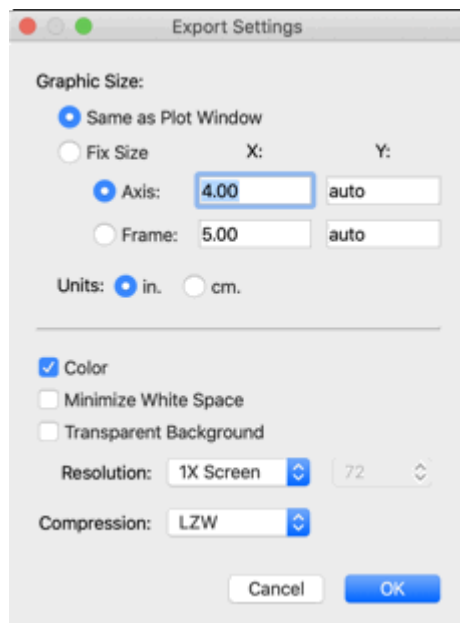 Export Settings
Graphic Size:
Same as Plot Window
Fix Size X: Y:
Axis: 4.00 auto
Frame: 5.00 auto
Units: in. cm.
Color
Minimize White Space
Transparent Background
Resolution: 1X Screen 72
Compression: LZW
Cancel OK